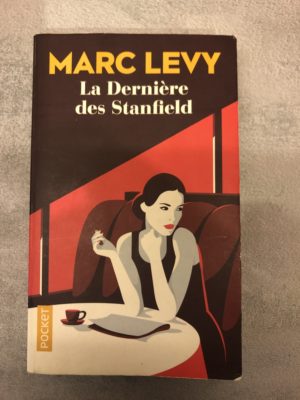 MARC LEVY
La Dernière
des Stanfield
POCKET